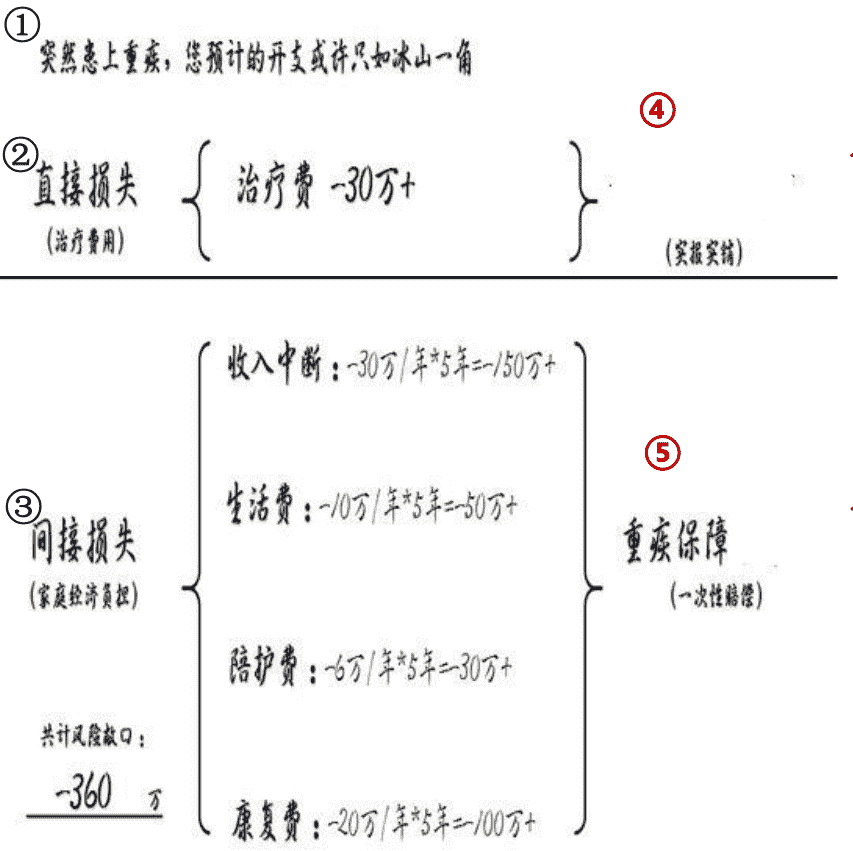 ①
突然患上重疾，您预计的开支或许只如冰山一角
④
②
直接损失
(治疗费用)
治疗费 -30万+
(实报实销)
收入中断：-30万/年*5年=-150万+
⑤
生活费：-10万/年*5年=-50万+
③
间接损失
(家庭经济负担)
重疾保障
(一次性赔偿)
陪护费：-6万/年*5年=-30万+
共计风险敞口：
-360 万
康复费：-20万/年*5年=-100万+